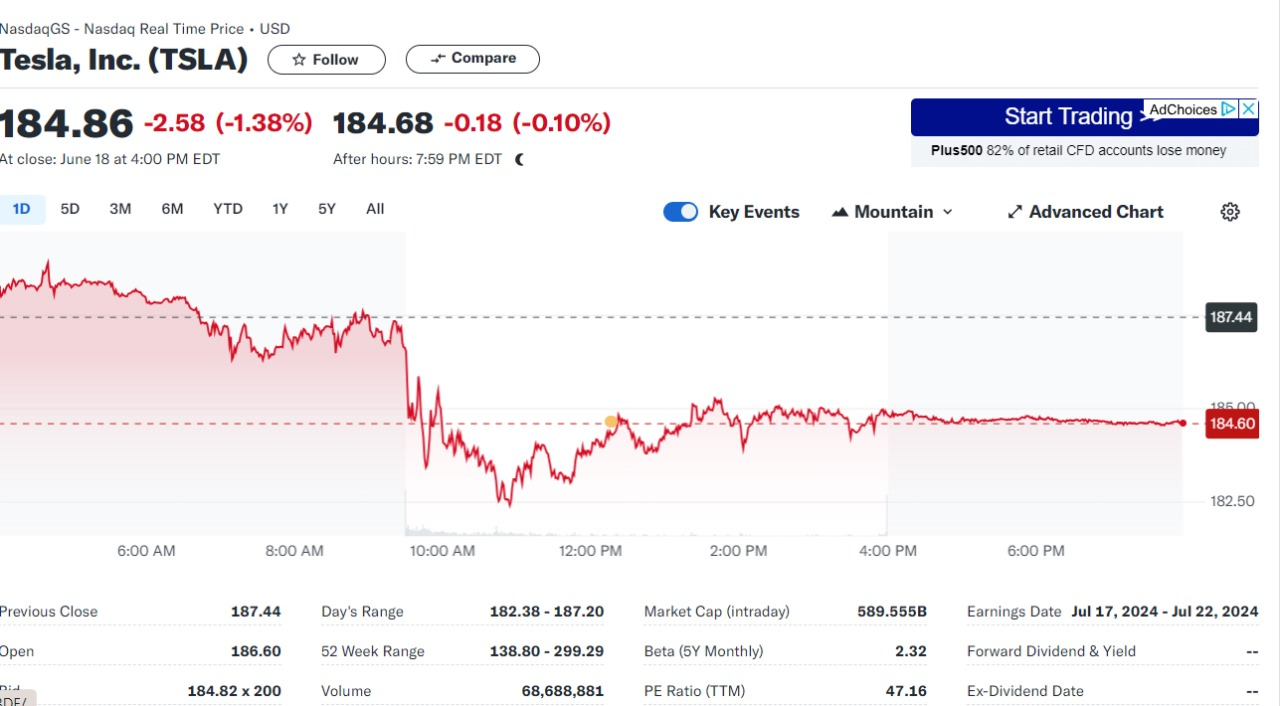 NasdaqGS - Nasdaq Real Time Price • USD
Tesla, Inc. (TSLA) Follow Compare
184.86 -2.58 (-1.38%) 184.68 -0.18 (-0.10%)
At close: June 18 at 4:00 PM EDT After hours: 7:59 PM EDT
Start Trading AdChoices
Plus500 82% of retail CFD accounts lose money
1D 5D 3M 6M YTD 1Y 5Y All Key Events Mountain Advanced Chart
187.44
185.00
184.60
182.50
6:00 AM 8:00 AM 10:00 AM 12:00 PM 2:00 PM 4:00 PM 6:00 PM
Previous Close 187.44 Day's Range 182.38 - 187.20 Market Cap (intraday) 589.555B Earnings Date Jul 17, 2024 - Jul 22, 2024
Open 186.60 52 Week Range 138.80 - 299.29 Beta (5Y Monthly) 2.32 Forward Dividend & Yield --
Bid 184.82 x 200 Volume 68,688,881 PE Ratio (TTM) 47.16 Ex-Dividend Date --